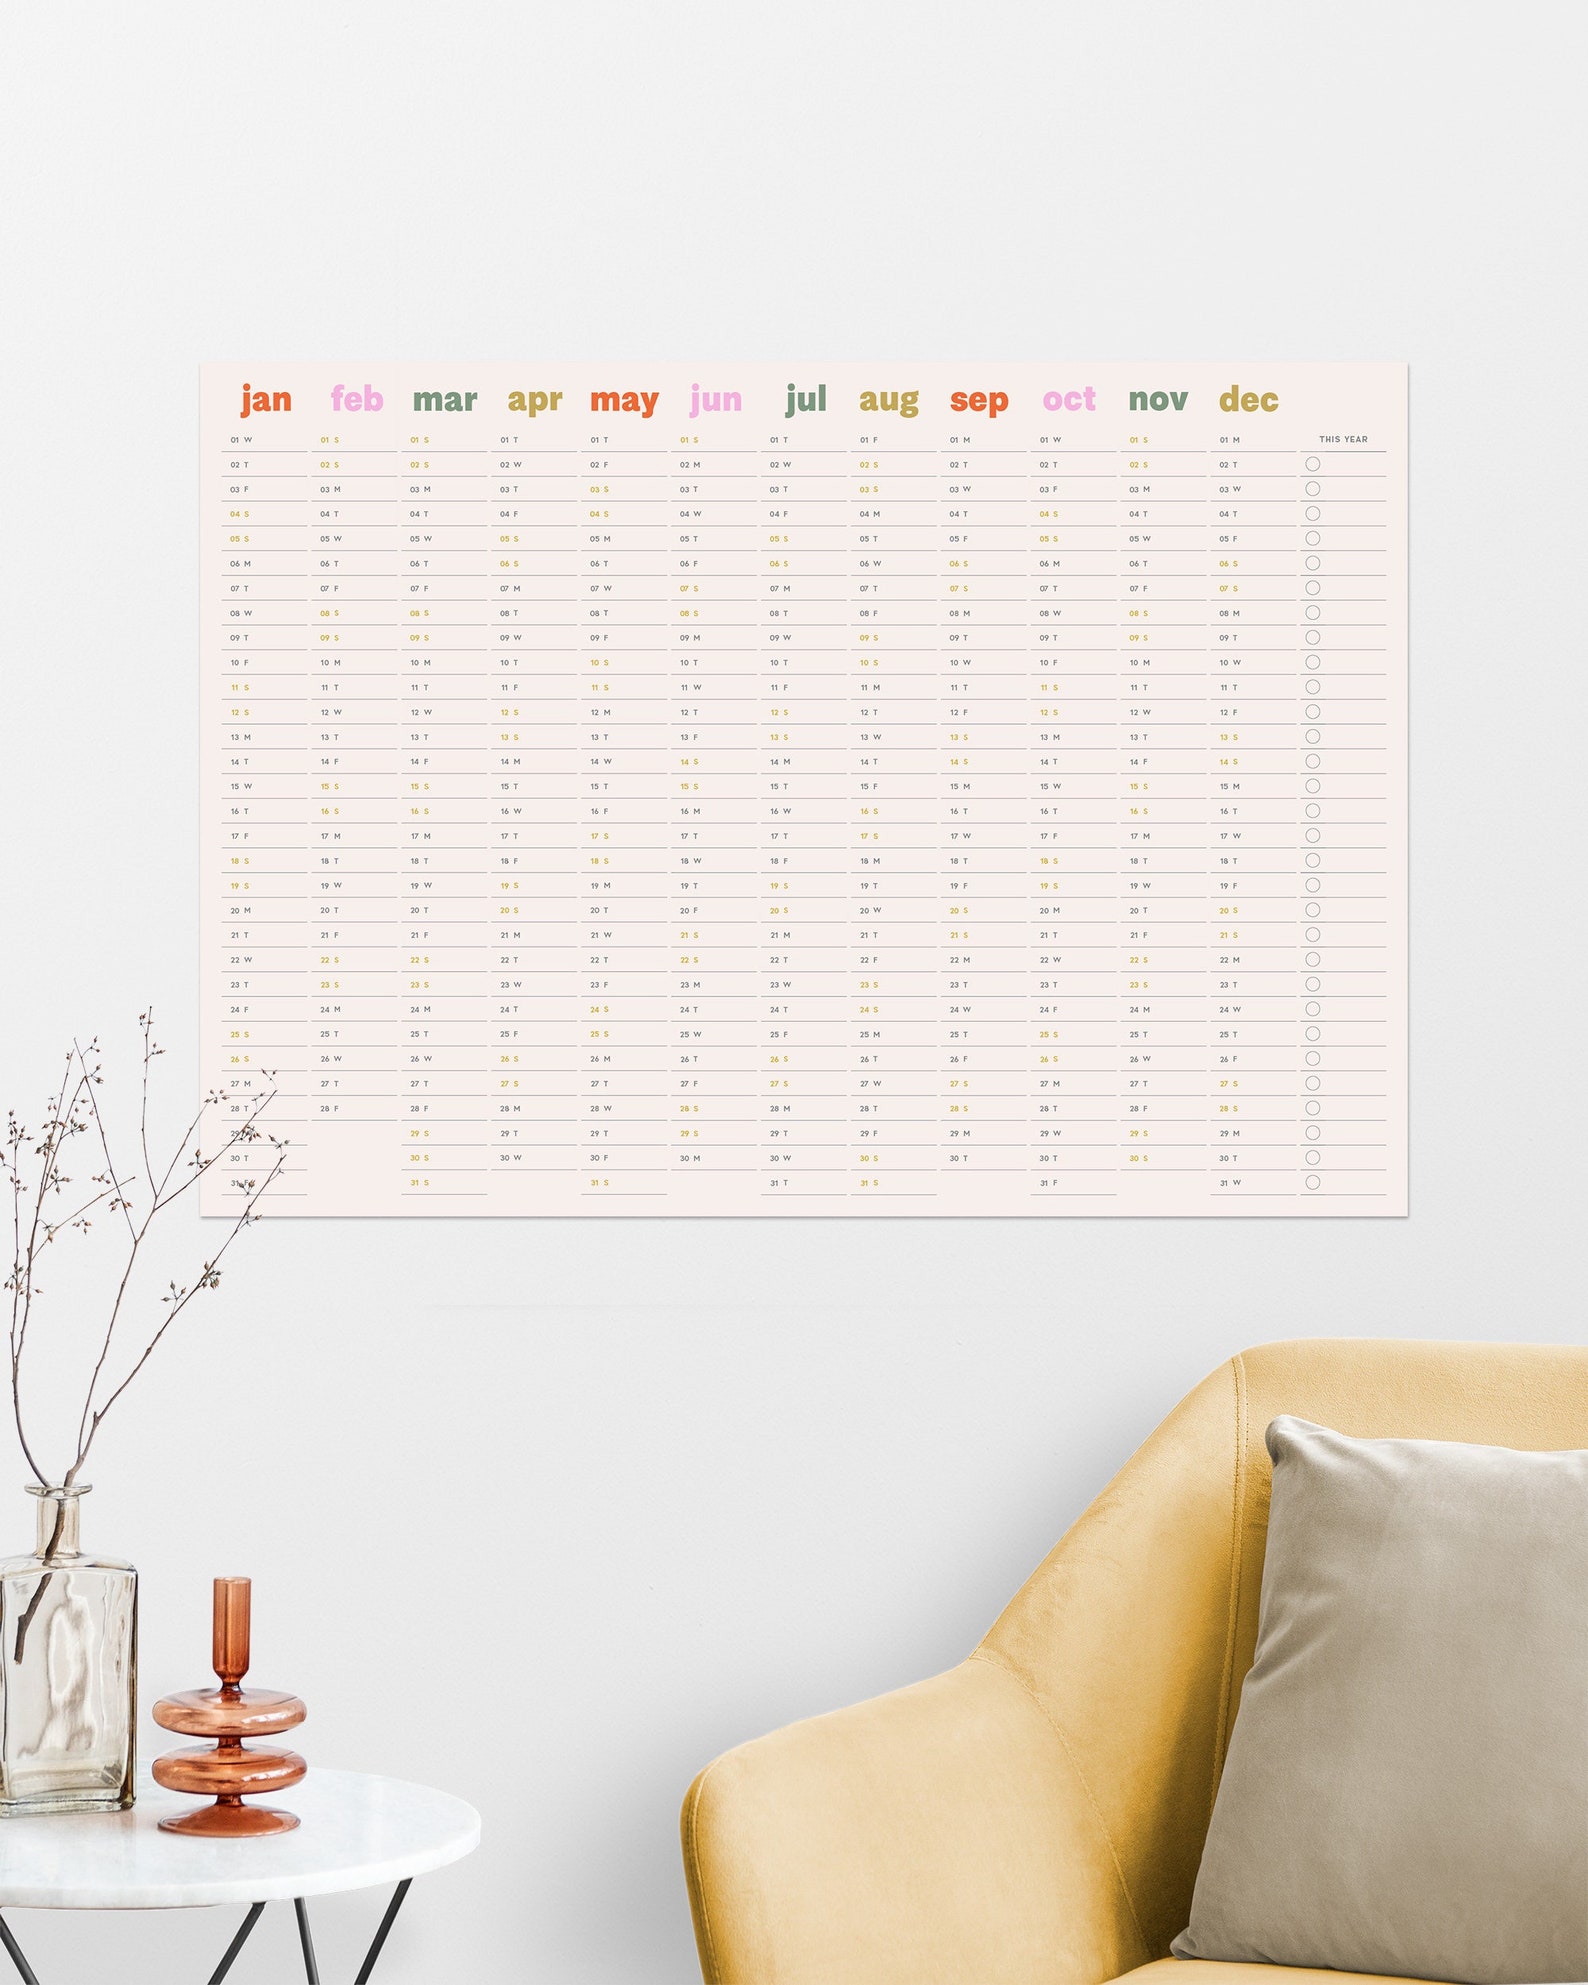 jan feb mar apr may jun jul aug sep oct nov dec
01 W 01 S 01 S 01 T 01 T 01 S 01 T 01 F 01 M 01 W 01 S 01 M THIS YEAR
02 T 02 S 02 S 02 W 02 F 02 M 02 W 02 S 02 T 02 T 02 S 02 T
03 F 03 M 03 M 03 T 03 S 03 T 03 T 03 S 03 W 03 F 03 M 03 W
04 S 04 T 04 T 04 F 04 S 04 W 04 F 04 M 04 T 04 S 04 T 04 T
05 S 05 W 05 W 05 S 05 M 05 T 05 S 05 T 05 F 05 S 05 W 05 F
06 M 06 T 06 T 06 S 06 T 06 F 06 S 06 W 06 S 06 M 06 T 06 S
07 T 07 F 07 F 07 M 07 W 07 S 07 M 07 T 07 S 07 T 07 F 07 S
08 W 08 S 08 S 08 T 08 T 08 S 08 T 08 F 08 M 08 W 08 S 08 M
09 T 09 S 09 S 09 W 09 F 09 M 09 W 09 S 09 T 09 T 09 S 09 T
10 F 10 M 10 M 10 T 10 S 10 T 10 T 10 S 10 W 10 F 10 M 10 W
11 S 11 T 11 T 11 F 11 S 11 W 11 F 11 M 11 T 11 S 11 T 11 T
12 S 12 W 12 W 12 S 12 M 12 T 12 S 12 T 12 F 12 S 12 W 12 F
13 M 13 T 13 T 13 S 13 T 13 F 13 S 13 W 13 S 13 M 13 T 13 S
14 T 14 F 14 F 14 M 14 W 14 S 14 M 14 T 14 S 14 T 14 F 14 S
15 W 15 S 15 S 15 T 15 T 15 S 15 T 15 F 15 M 15 W 15 S 15 M
16 T 16 S 16 S 16 W 16 F 16 M 16 W 16 S 16 T 16 T 16 S 16 T
17 F 17 M 17 M 17 T 17 S 17 T 17 T 17 S 17 W 17 F 17 M 17 W
18 S 18 T 18 T 18 F 18 S 18 W 18 F 18 M 18 T 18 S 18 T 18 T
19 S 19 W 19 W 19 S 19 M 19 T 19 S 19 T 19 F 19 S 19 W 19 F
20 M 20 T 20 T 20 S 20 T 20 F 20 S 20 W 20 S 20 M 20 T 20 S
21 T 21 F 21 F 21 M 21 W 21 S 21 M 21 T 21 S 21 T 21 F 21 S
22 W 22 S 22 S 22 T 22 T 22 S 22 T 22 F 22 M 22 W 22 S 22 M
23 T 23 S 23 S 23 W 23 F 23 M 23 W 23 S 23 T 23 T 23 S 23 T
24 F 24 M 24 M 24 T 24 S 24 T 24 T 24 S 24 W 24 F 24 M 24 W
25 S 25 T 25 T 25 F 25 S 25 W 25 F 25 M 25 T 25 S 25 T 25 T
26 S 26 W 26 W 26 S 26 M 26 T 26 S 26 T 26 F 26 S 26 W 26 F
27 M 27 T 27 T 27 S 27 T 27 F 27 S 27 W 27 S 27 M 27 T 27 S
28 T 28 F 28 F 28 M 28 W 28 S 28 M 28 T 28 S 28 T 28 F 28 S
29 29 S 29 T 29 T 29 S 29 T 29 F 29 M 29 W 29 S 29 M
30 T 30 S 30 W 30 F 30 M 30 W 30 S 30 T 30 T 30 S 30 T
31 F 31 S 31 S 31 T 31 S 31 F 31 W